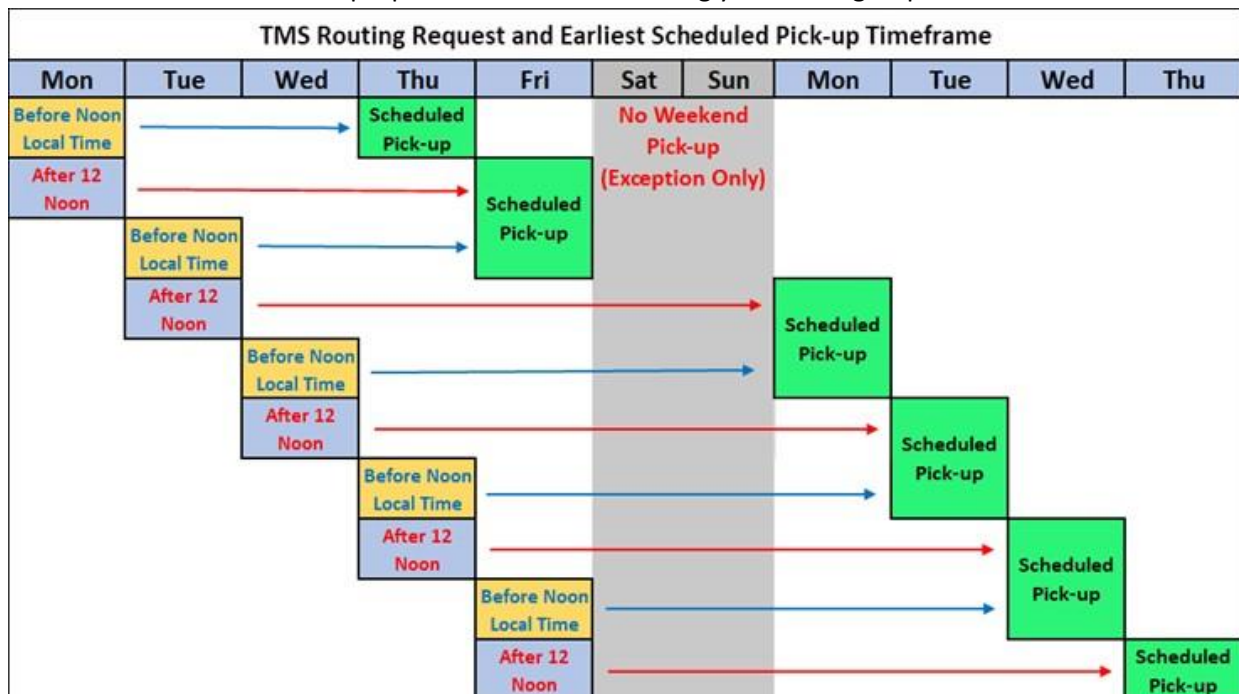 TMS Routing Request and Earliest Scheduled Pick-up Timeframe
Mon Tue Wed Thu Fri Sat Sun Mon Tue Wed Thu
Before Noon
Local Time
Scheduled
Pick-up
No Weekend
Pick-up
(Exception Only)
After 12
Noon
Scheduled
Pick-up
Before Noon
Local Time
After 12
Noon
Scheduled
Pick-up
Before Noon
Local Time
After 12
Noon
Scheduled
Pick-up
Before Noon
Local Time
After 12
Noon
Scheduled
Pick-up
Before Noon
Local Time
After 12
Noon
Scheduled
Pick-up